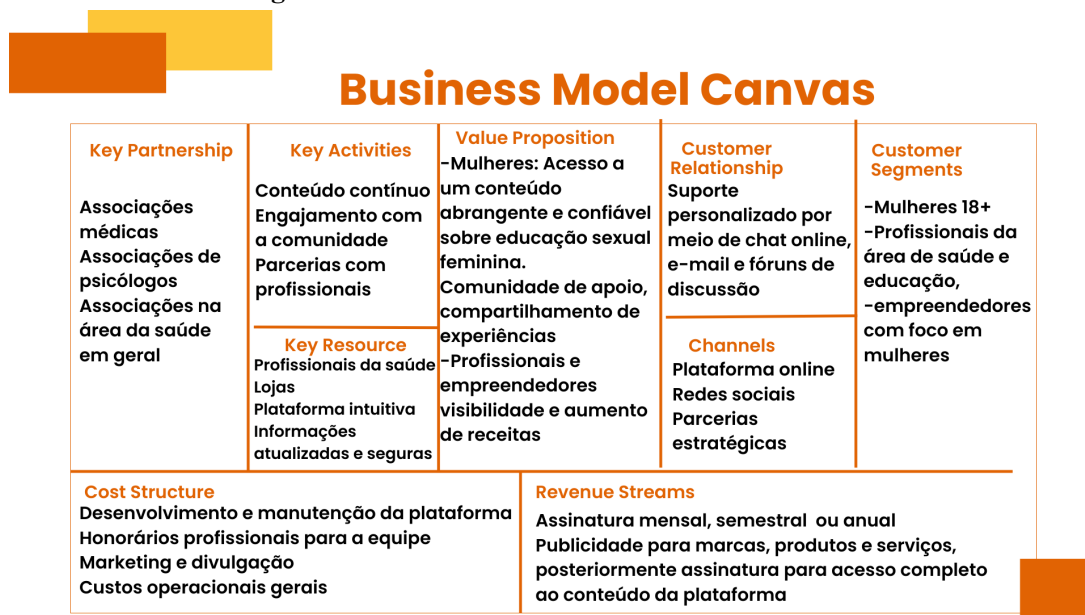 Business Model Canvas
Key Partnership
Associações
médicas
Associações de
psicólogos
Associações na
área da saúde
em geral
Key Activities
Conteúdo contínuo
Engajamento com
a comunidade
Parcerias com
profissionais
Key Resource
Profissionais da saúde
Lojas
Plataforma intuitiva
Informações
atualizadas e seguras
Value Proposition
-Mulheres: Acesso a
um conteúdo
abrangente e confiável
sobre educação sexual
feminina.
Comunidade de apoio,
compartilhamento de
experiências
-Profissionais e
empreendedores
visibilidade e aumento
de receitas
Customer
Relationship
Suporte
personalizado por
meio de chat online,
e-mail e fóruns de
discussão
Channels
Plataforma online
Redes sociais
Parcerias
estratégicas
Customer
Segments
-Mulheres 18+
-Profissionais da
área de saúde e
educação,
-empreendedores
com foco em
mulheres
Cost Structure
Desenvolvimento e manutenção da plataforma
Honorários profissionais para a equipe
Marketing e divulgação
Custos operacionais gerais
Revenue Streams
Assinatura mensal, semestral ou anual
Publicidade para marcas, produtos e serviços,
posteriormente assinatura para acesso completo
ao conteúdo da plataforma